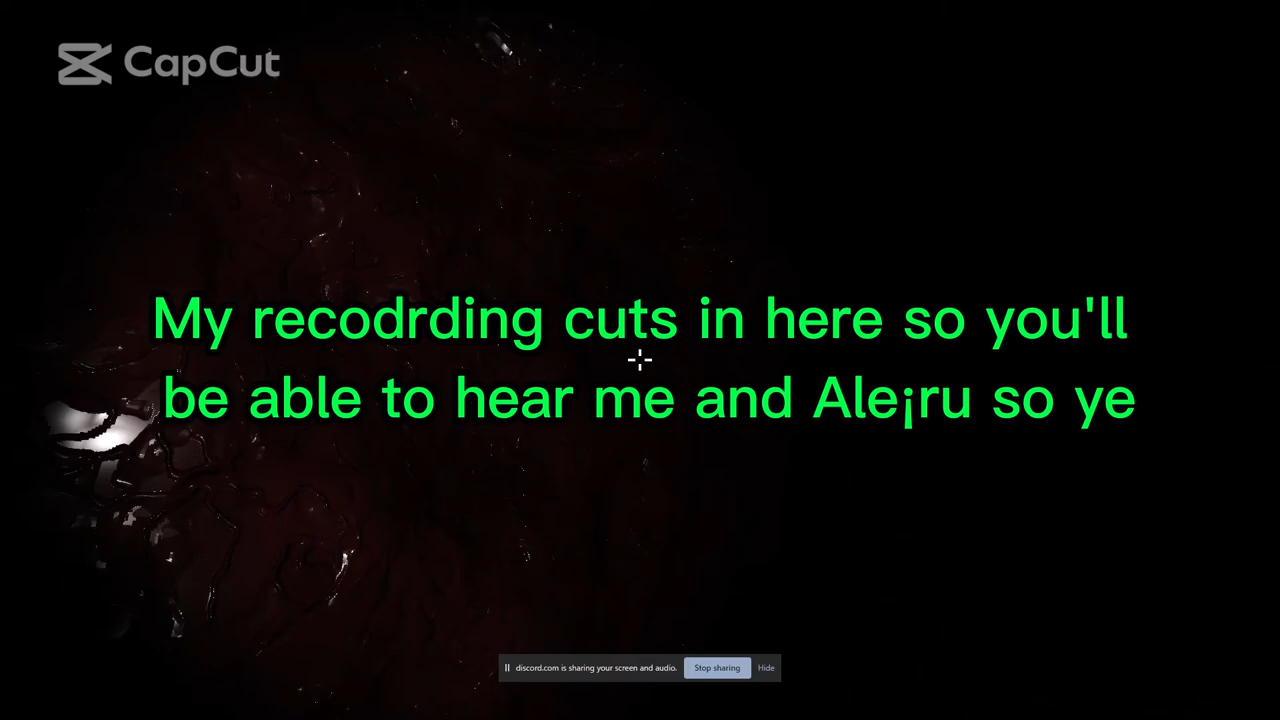 CapCut
My recodrding cuts in here so you'll
be able to hear me and Ale¡ru so ye
discord.com is sharing your screen and audio. Stop sharing Hide